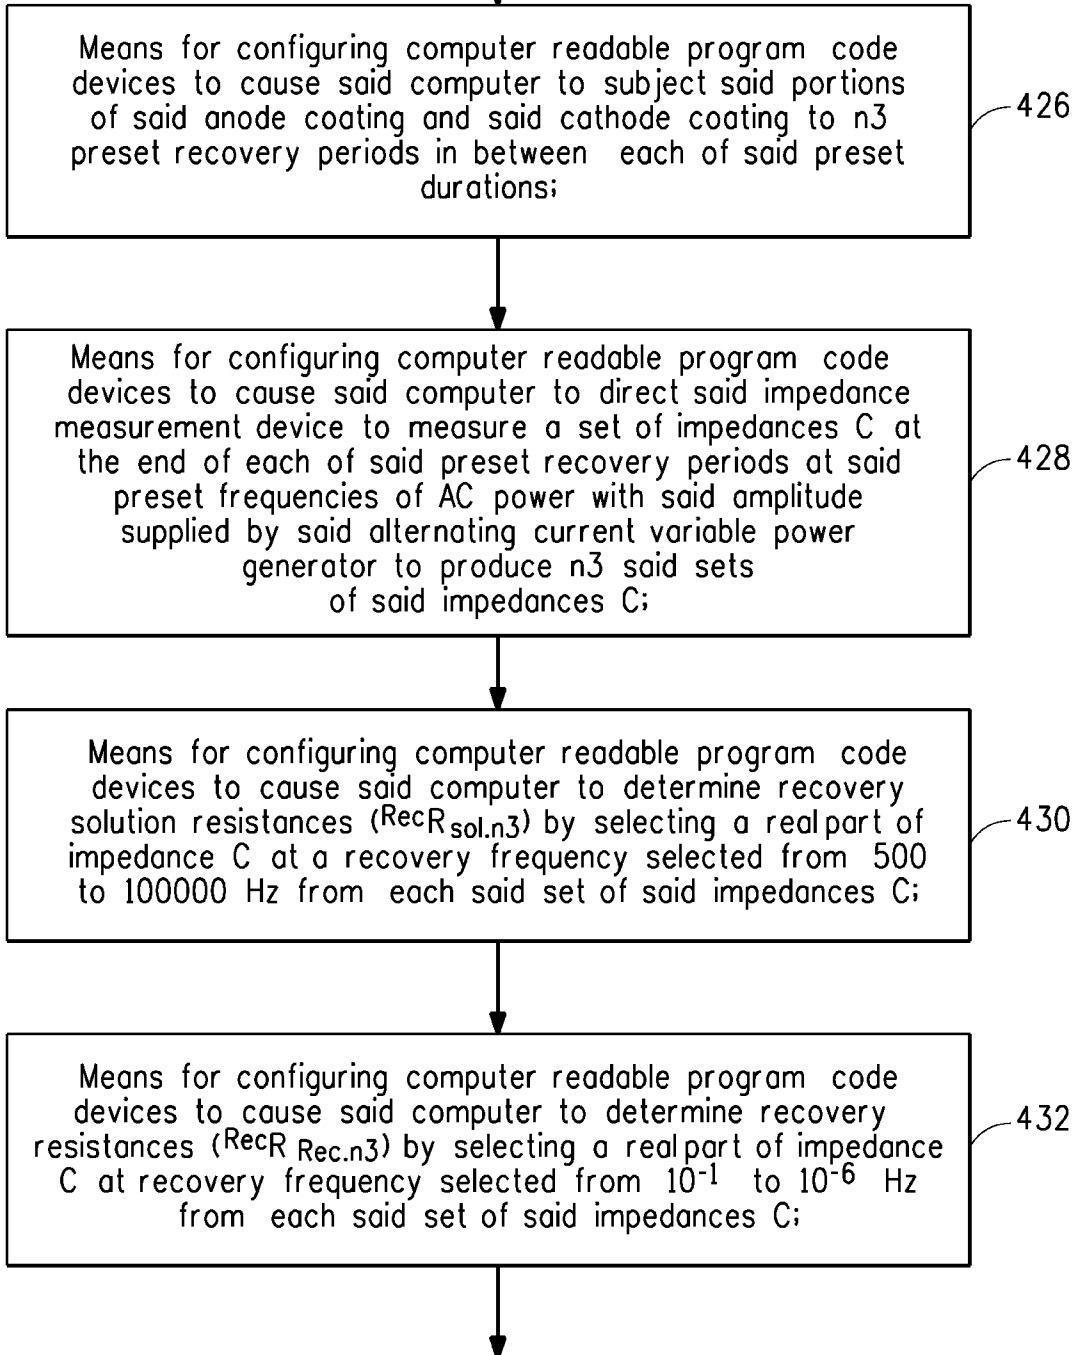 Means for configuring computer readable program code
devices to cause said computer to subject said portions
of said anode coating and said cathode coating to n3
preset recovery periods in between each of said preset
durations;
426
Means for configuring computer readable program code
devices to cause said computer to direct said impedance
measurement device to measure a set of impedances C at
the end of each of said preset recovery periods at said
preset frequencies of AC power with said amplitude
supplied by said alternating current variable power
generator to produce n3 said sets
of said impedances C;
428
Means for configuring computer readable program code
devices to cause said computer to determine recovery
solution resistances (ᴿᵉᶜR sol.n3) by selecting a real part of
impedance C at a recovery frequency selected from 500
to 100000 Hz from each said set of said impedances C;
430
Means for configuring computer readable program code
devices to cause said computer to determine recovery
resistances (ᴿᵉᶜR Rec.n3) by selecting a real part of impedance
C at recovery frequency selected from 10⁻¹ to 10⁻⁶ Hz
from each said set of said impedances C;
432